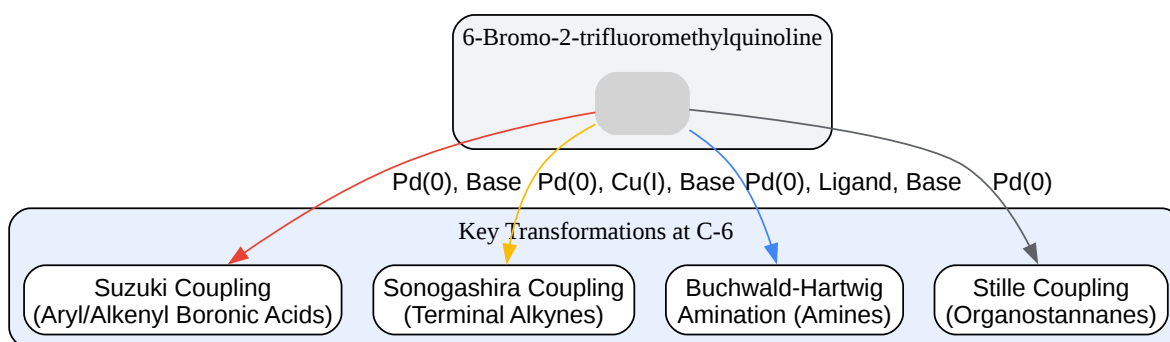 6-Bromo-2-trifluoromethylquinoline
Pd(0), Base
Pd(0), Cu(I), Base
Pd(0), Ligand, Base
Pd(0)
Key Transformations at C-6
Suzuki Coupling
(Aryl/Alkenyl Boronic Acids)
Sonogashira Coupling
(Terminal Alkynes)
Buchwald-Hartwig
Amination (Amines)
Stille Coupling
(Organostannanes)